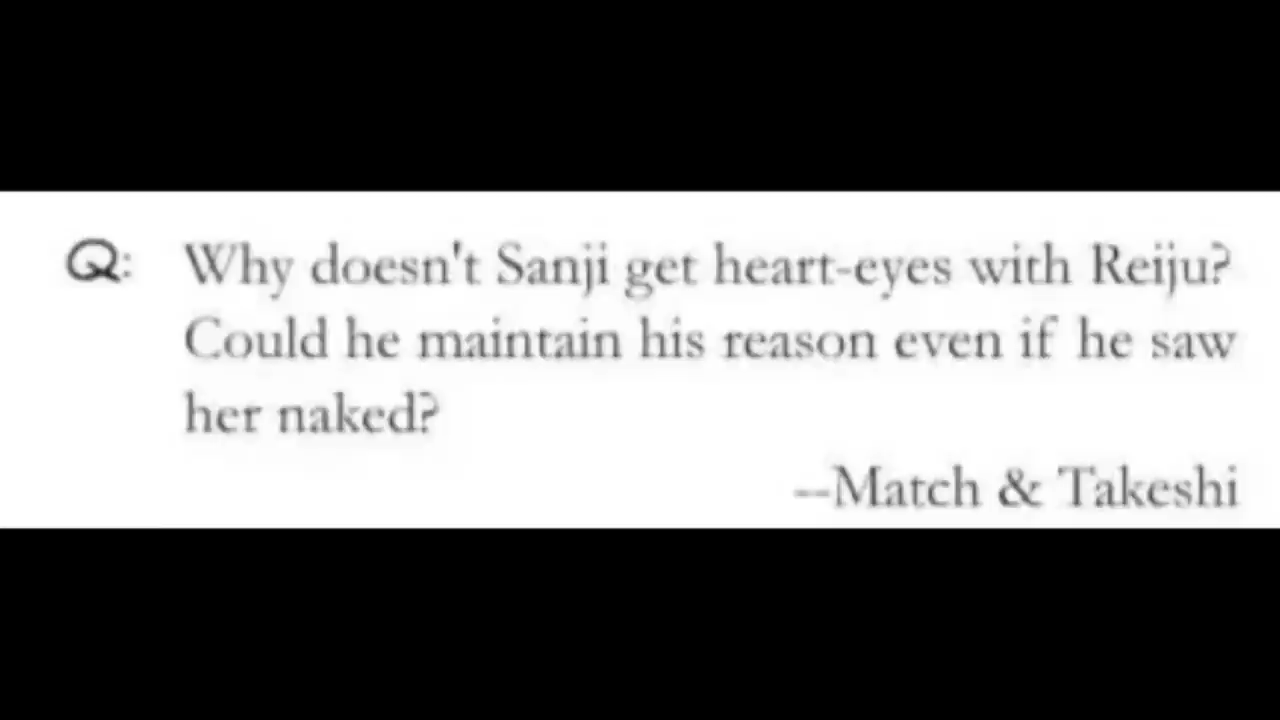 Q: Why doesn't Sanji get heart-eyes with Reiju?
Could he maintain his reason even if he saw
her naked?
--Match & Takeshi